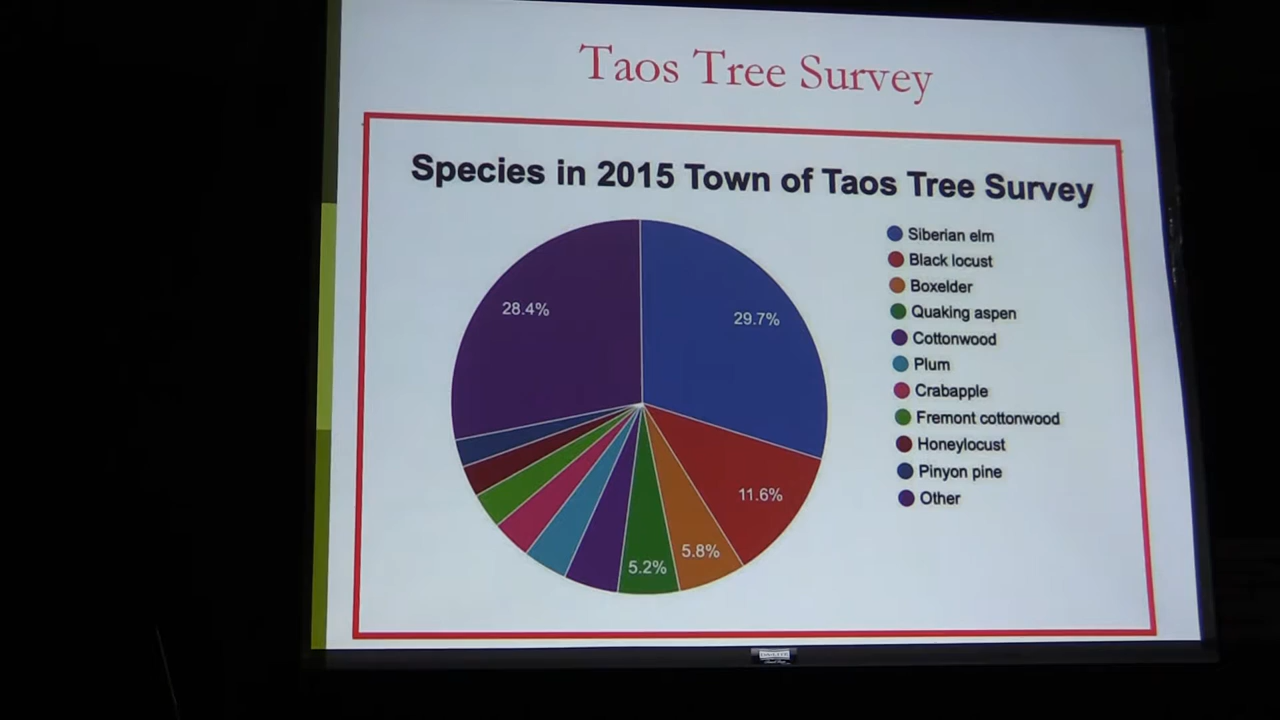 Taos Tree Survey
Species in 2015 Town of Taos Tree Survey
28.4%
29.7%
11.6%
5.8%
5.2%
Siberian elm
Black locust
Boxelder
Quaking aspen
Cottonwood
Plum
Crabapple
Fremont cottonwood
Honeylocust
Pinyon pine
Other